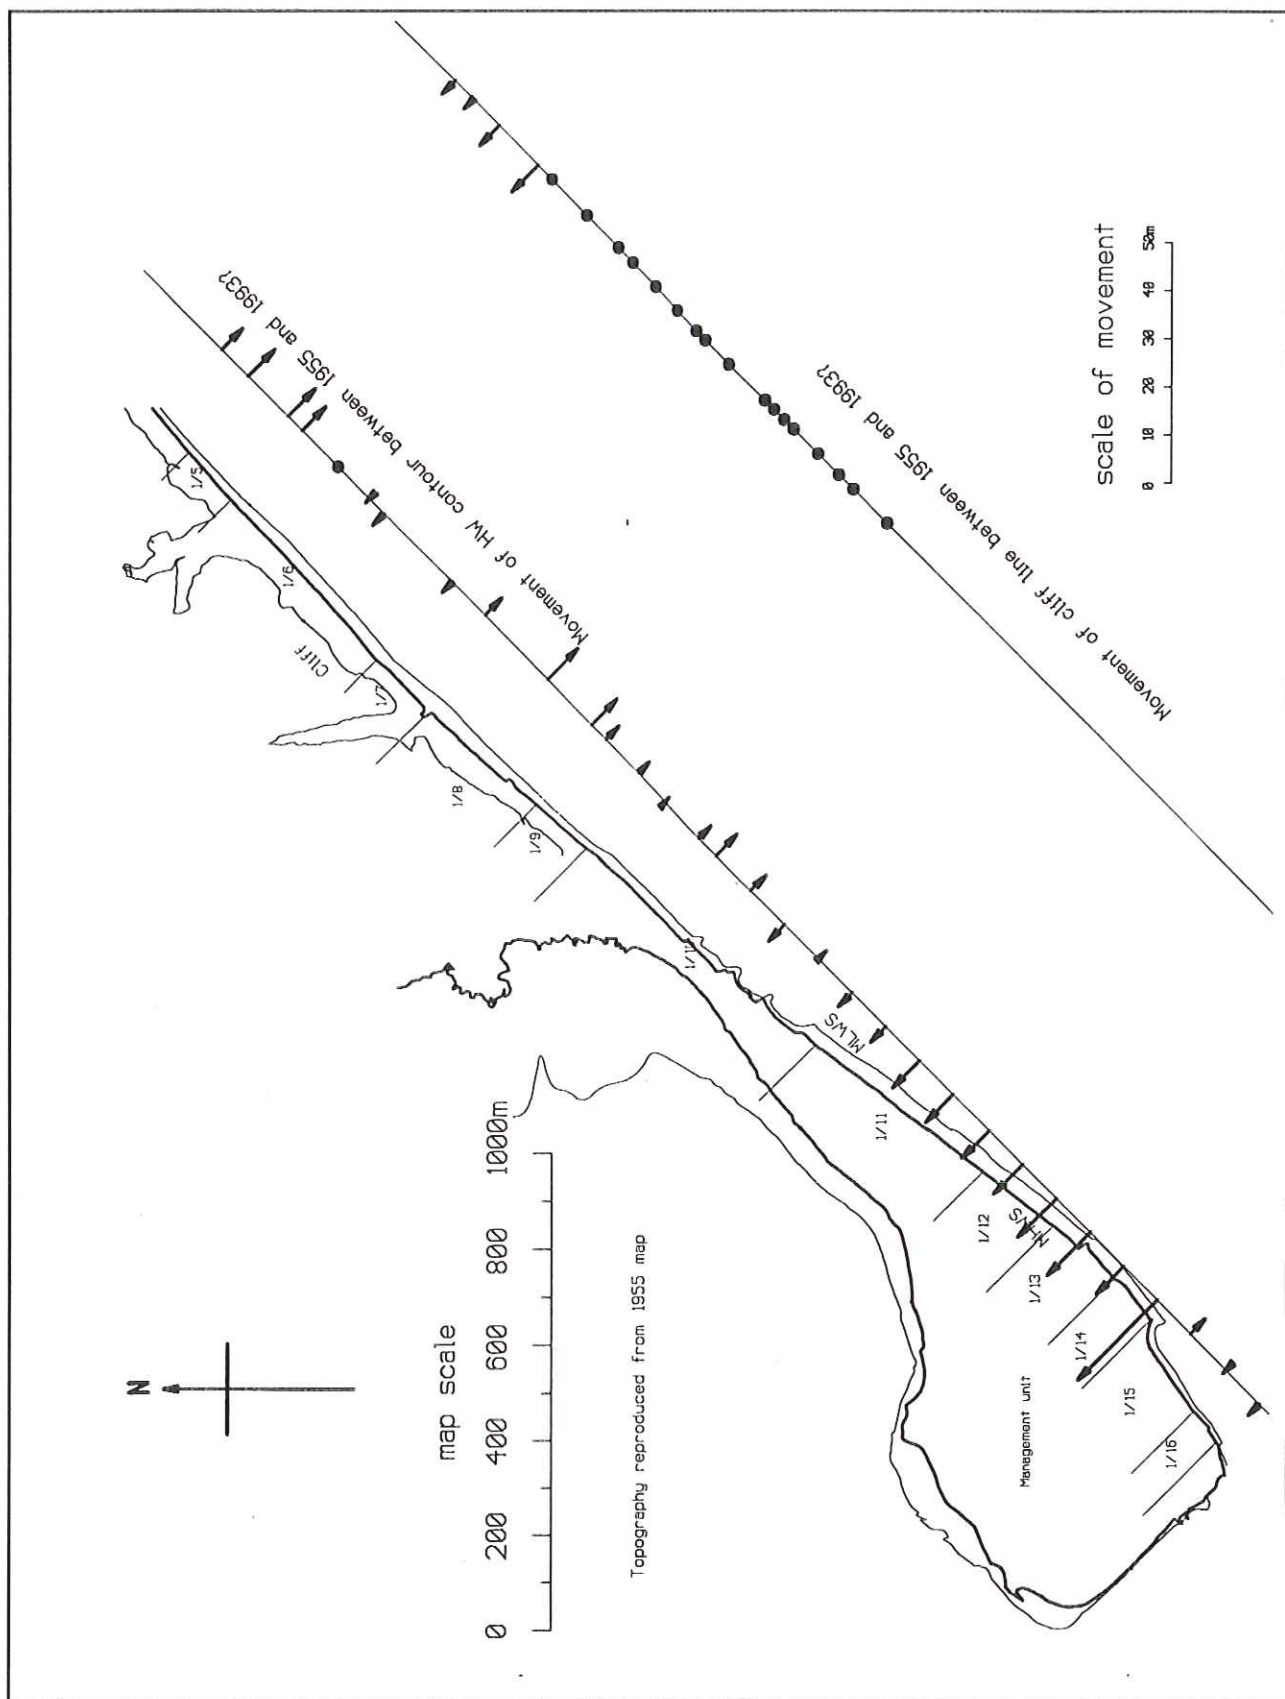 N
map scale
0 200 400 600 800 1000m
Topography reproduced from 1955 map
Movement of HW contour between 1955 and 1993?
Movement of cliff line between 1955 and 1993?
scale of movement
0 10 20 30 40 50m
Cliff
1/5
1/6
1/7
1/8
1/9
1/11
MLWS
1/12
MHWS
1/13
1/14
1/15
1/16
Management unit